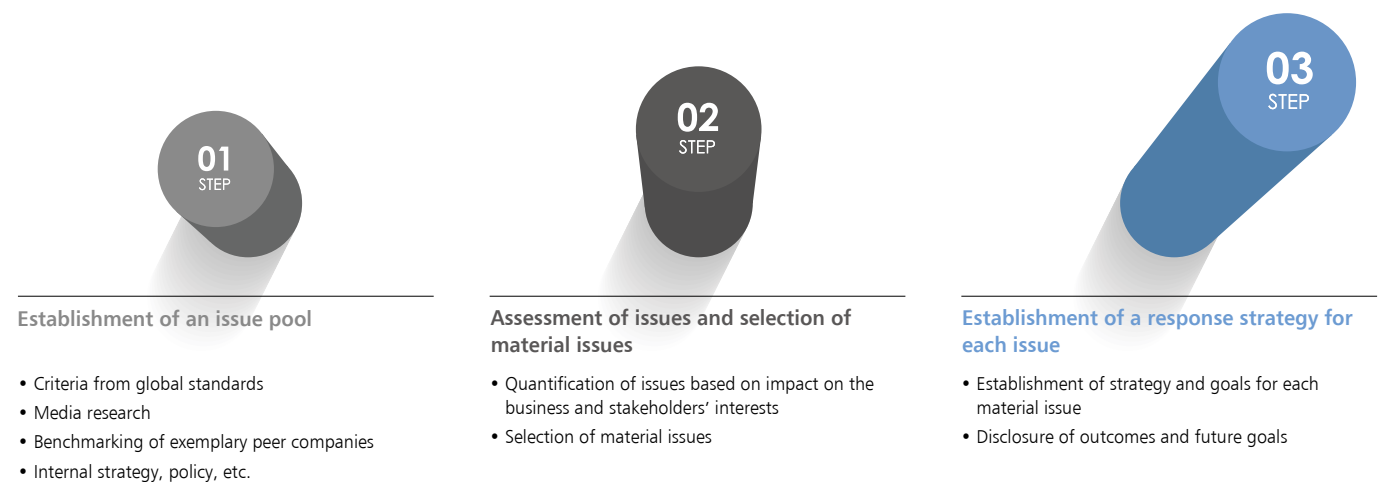 01
STEP
Establishment of an issue pool
• Criteria from global standards
• Media research
• Benchmarking of exemplary peer companies
• Internal strategy, policy, etc.
02
STEP
Assessment of issues and selection of
material issues
• Quantification of issues based on impact on the
business and stakeholders’ interests
• Selection of material issues
03
STEP
Establishment of a response strategy for
each issue
• Establishment of strategy and goals for each
material issue
• Disclosure of outcomes and future goals